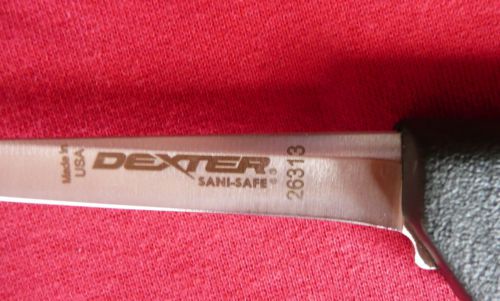 Made in
USA
DEXTER
SANI-SAFE
26313